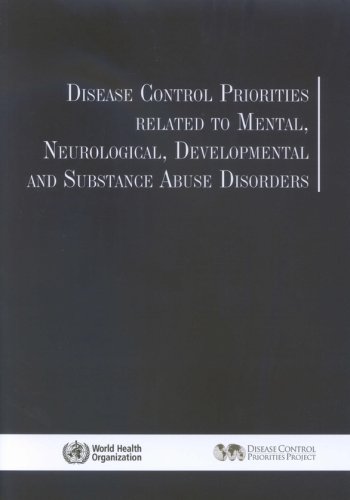 Disease Control Priorities
related to Mental,
Neurological, Developmental
and Substance Abuse Disorders
World Health
Organization
Disease Control
Priorities Project